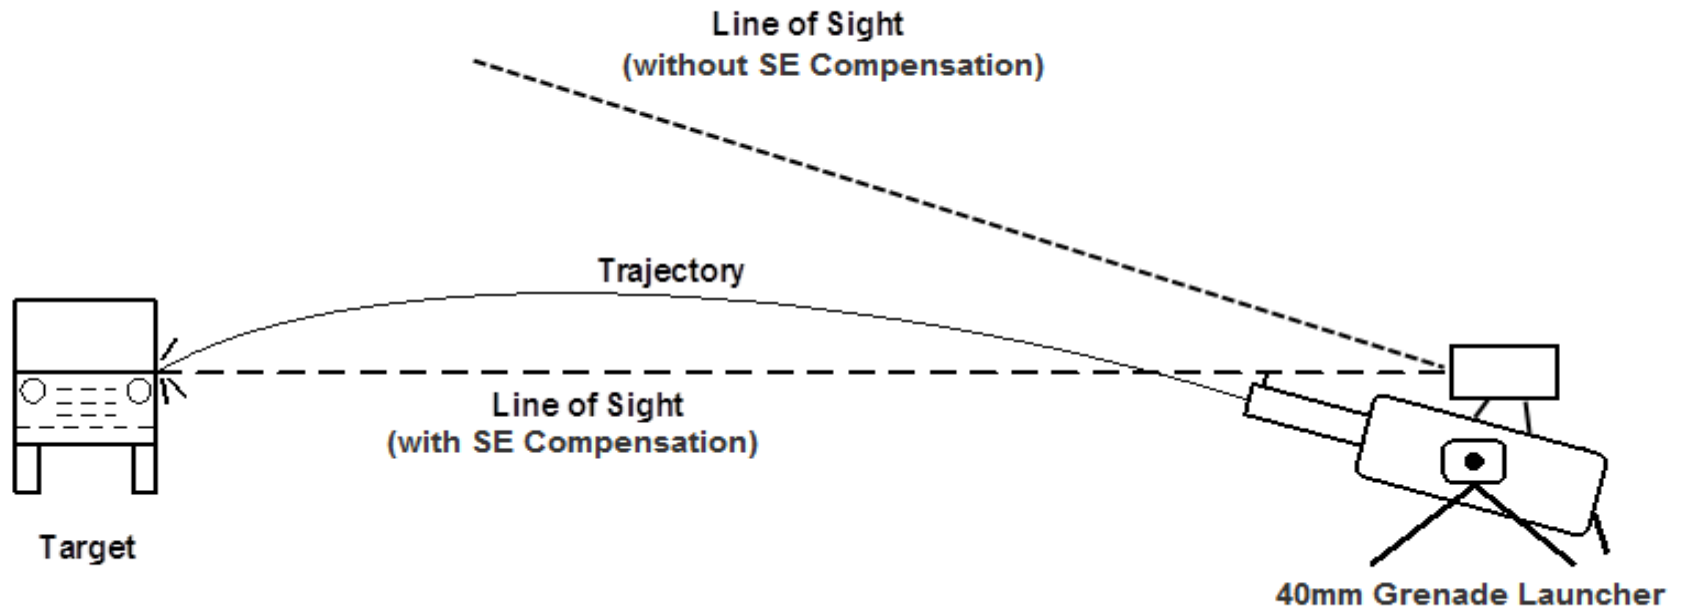 Line of Sight
(without SE Compensation)
Trajectory
Line of Sight
(with SE Compensation)
Target
40mm Grenade Launcher